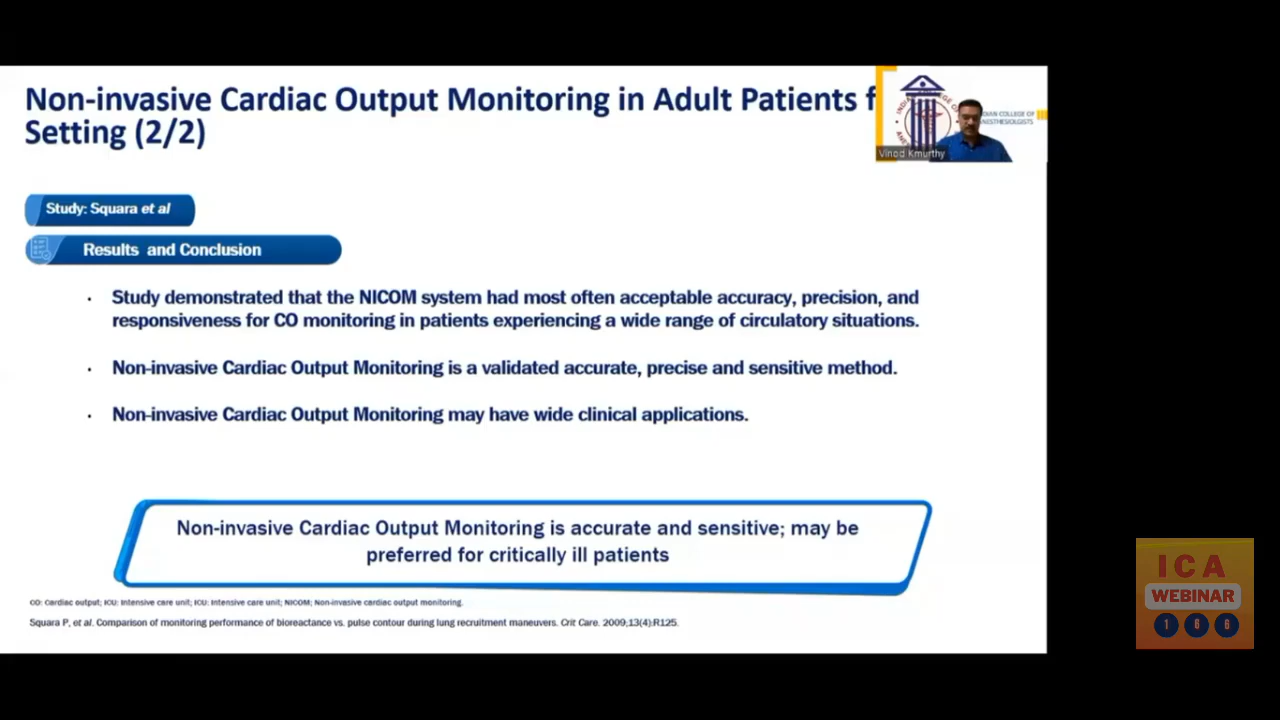 Non-invasive Cardiac Output Monitoring in Adult Patients f
Setting (2/2)
DIAN COLLEGE OF
Vinod Kmurthy
Study: Squara et al
Results and Conclusion
· Study demonstrated that the NICOM system had most often acceptable accuracy, precision, and
responsiveness for CO monitoring in patients experiencing a wide range of circulatory situations.
· Non-invasive Cardiac Output Monitoring is a validated accurate, precise and sensitive method.
· Non-invasive Cardiac Output Monitoring may have wide clinical applications.
Non-invasive Cardiac Output Monitoring is accurate and sensitive; may be
preferred for critically ill patients
CO: Cardiac output; ICU: Intensive care unit; ICU: Intensive care unit; NICOM; Non-invasive cardiac output monitoring.
Squara P, et al. Comparison of monitoring performance of bioreactance vs. pulse contour during lung recruitment maneuvers. Crit Care. 2009;13(4):R125.
ICA
WEBINAR
1 6 6